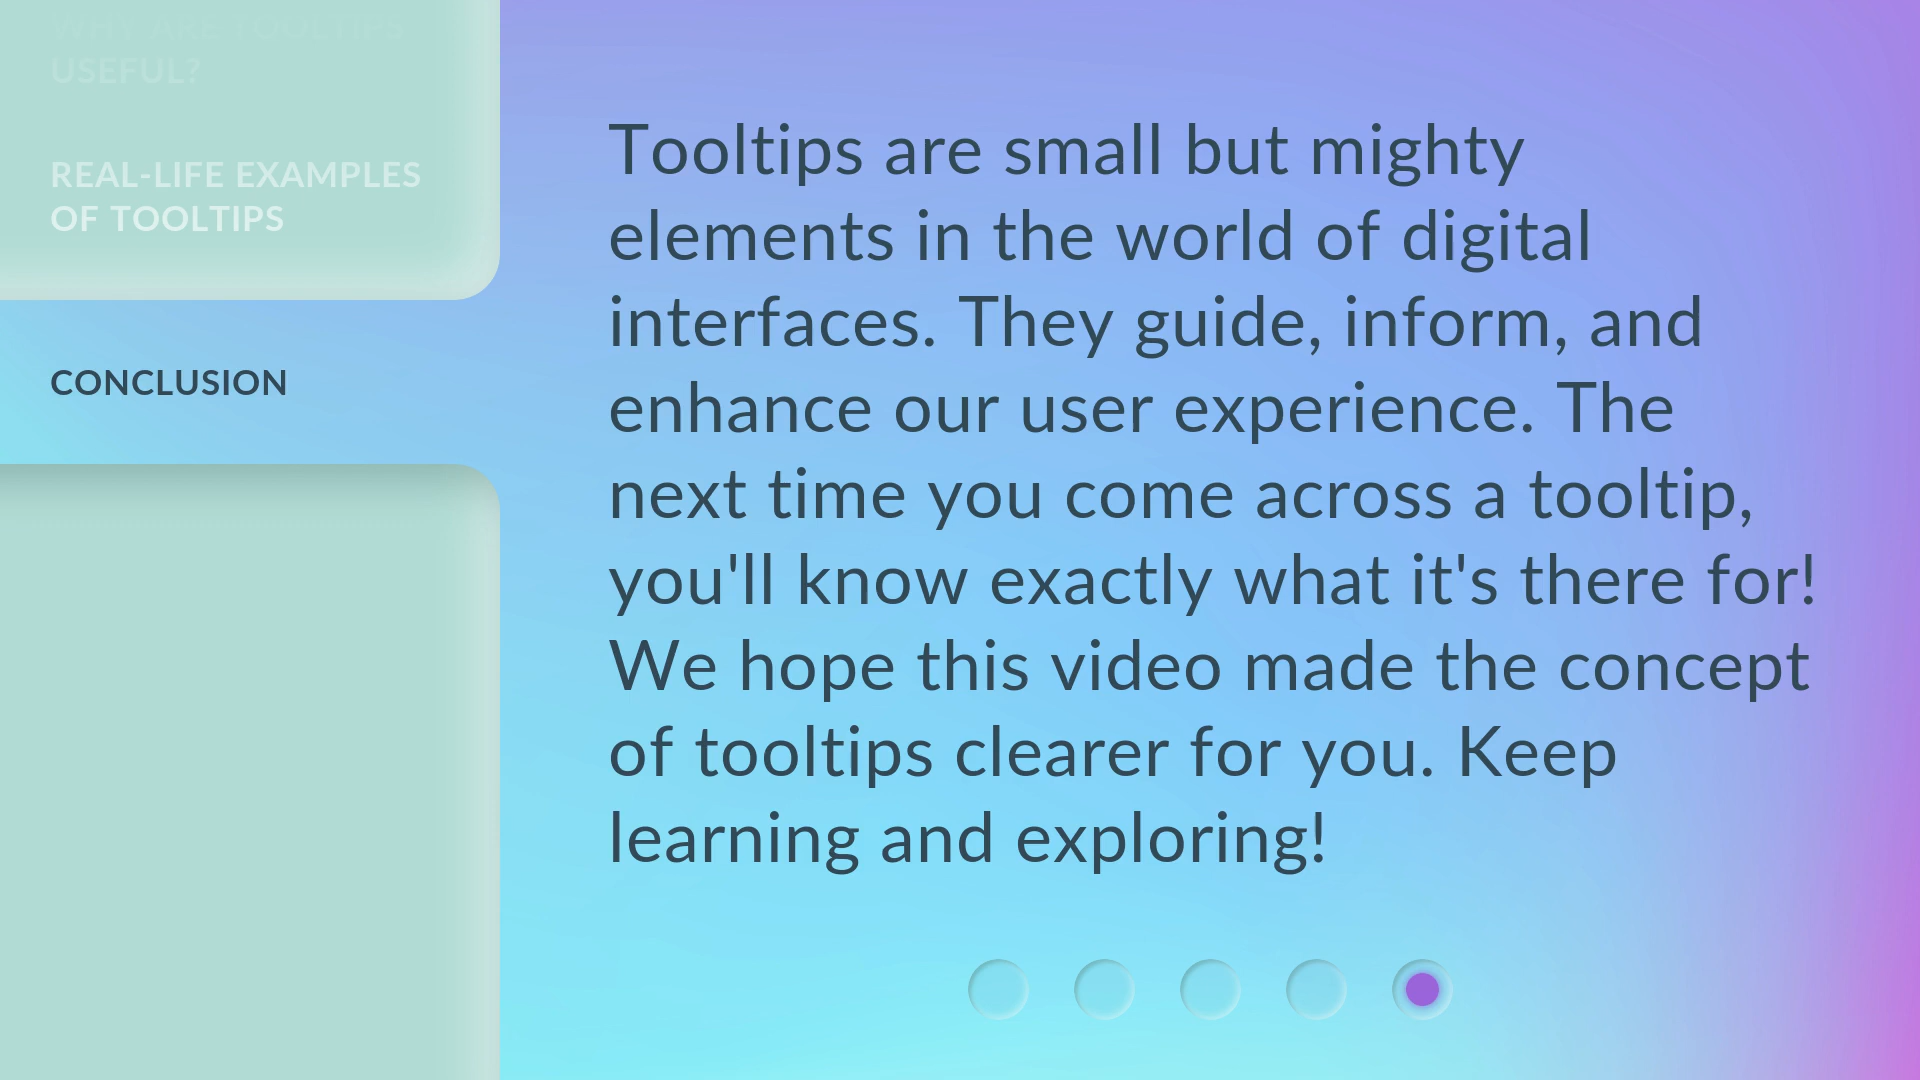 WHY ARE TOOLTIPS
USEFUL?
REAL-LIFE EXAMPLES
OF TOOLTIPS
CONCLUSION
Tooltips are small but mighty
elements in the world of digital
interfaces. They guide, inform, and
enhance our user experience. The
next time you come across a tooltip,
you'll know exactly what it's there for!
We hope this video made the concept
of tooltips clearer for you. Keep
learning and exploring!